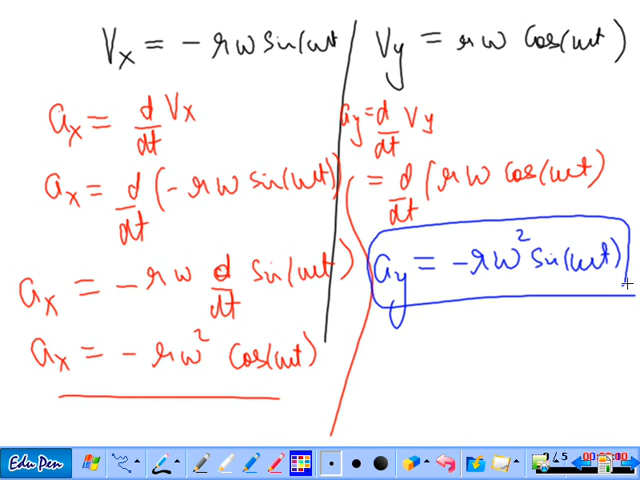 Vx = - rω sin(ωt / Vy = rω cos(ωt)
ax = d/dt Vx
ax = d/dt (- rω sin(ωt))
ax = - rω d/dt sin(ωt)
ax = - rω² cos(ωt)
ay = d/dt Vy
= d/dt (rω cos(ωt)
ay = - rω² sin(ωt)
Edu Pen
/ 5